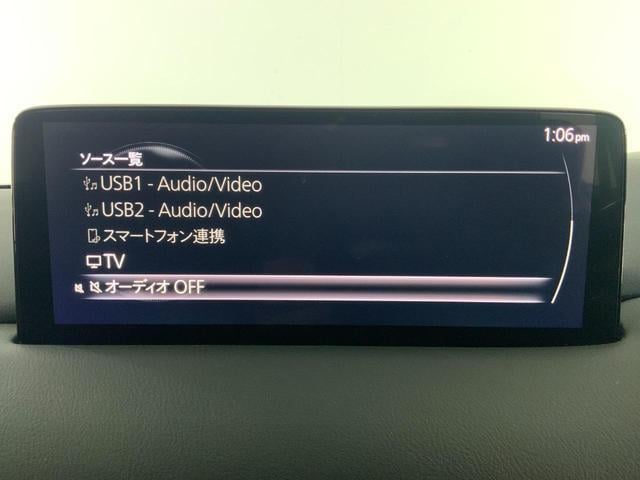 1:06pm
ソース一覧
USB1 - Audio/Video
USB2 - Audio/Video
スマートフォン連携
TV
オーディオ OFF